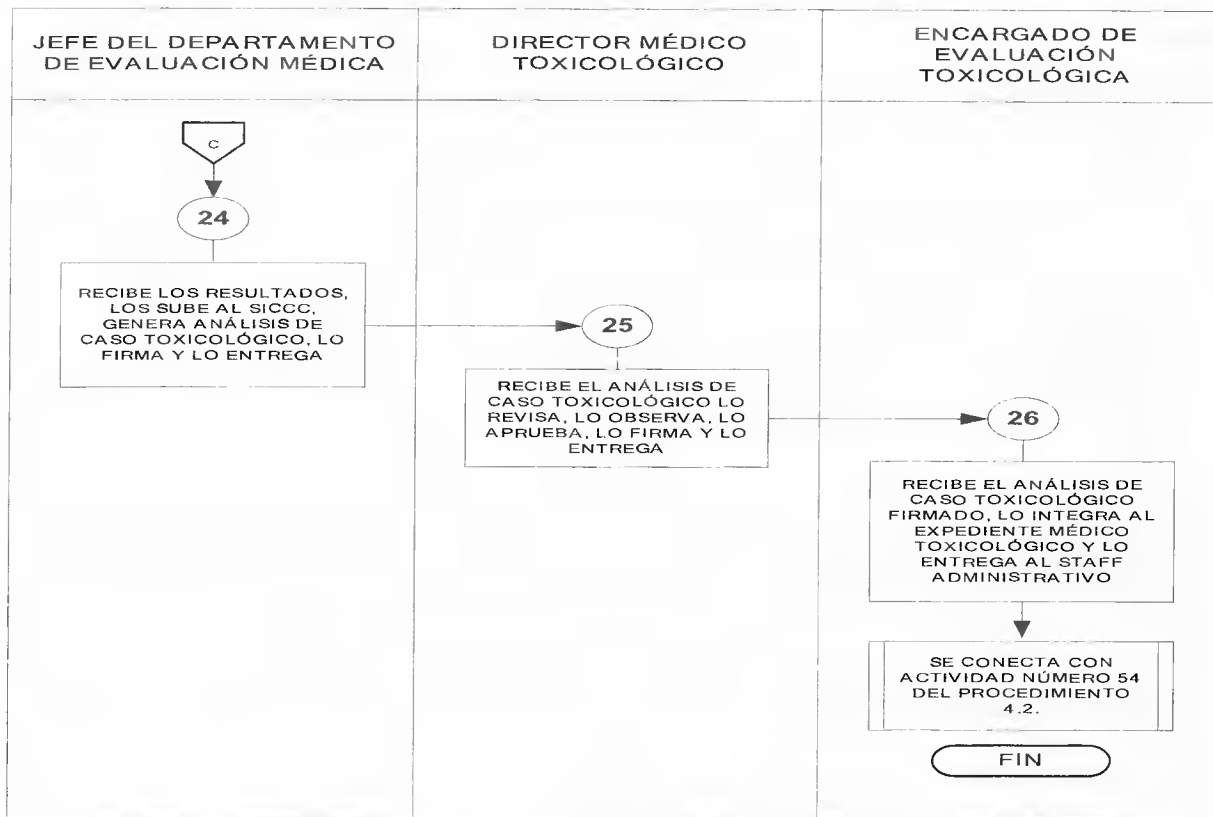 JEFE DEL DEPARTAMENTO
DE EVALUACIÓN MÉDICA
DIRECTOR MÉDICO
TOXICOLÓGICO
ENCARGADO DE
EVALUACIÓN
TOXICOLÓGICA
C
24
RECIBE LOS RESULTADOS,
LOS SUBE AL SICCC,
GENERA ANÁLISIS DE
CASO TOXICOLÓGICO, LO
FIRMA Y LO ENTREGA
25
RECIBE EL ANÁLISIS DE
CASO TOXICOLÓGICO LO
REVISA, LO OBSERVA, LO
APRUEBA, LO FIRMA Y LO
ENTREGA
26
RECIBE EL ANÁLISIS DE
CASO TOXICOLÓGICO
FIRMADO, LO INTEGRA AL
EXPEDIENTE MÉDICO
TOXICOLÓGICO Y LO
ENTREGA AL STAFF
ADMINISTRATIVO
SE CONECTA CON
ACTIVIDAD NÚMERO 54
DEL PROCEDIMIENTO
4.2.
FIN